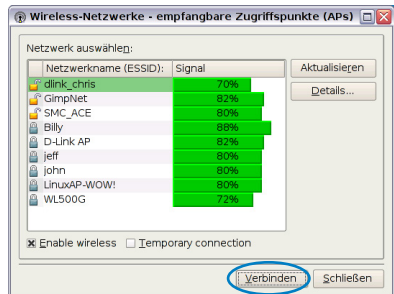 Wireless-Netzwerke - empfangbare Zugriffspunkte (APs)
Netzwerk auswählen:
Netzwerkname (ESSID): Signal
dlink_chris 70%
GimpNet 82%
SMC_ACE 80%
Billy 88%
D-Link AP 82%
jeff 80%
john 80%
LinuxAP-WOW! 80%
WL500G 72%
Aktualisieren
Details...
Enable wireless Temporary connection
Verbinden Schließen